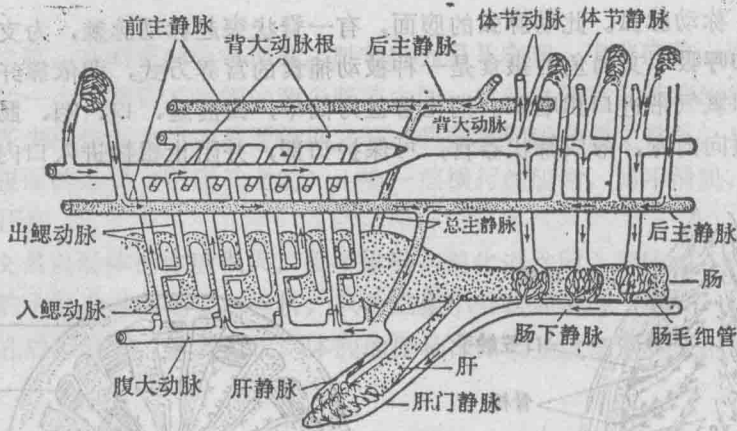 前主静脉
背大动脉根
后主静脉
体节动脉
体节静脉
背大动脉
出鳃动脉
总主静脉
后主静脉
肠
入鳃动脉
肠下静脉
肠毛细管
腹大动脉
肝静脉
肝
肝门静脉